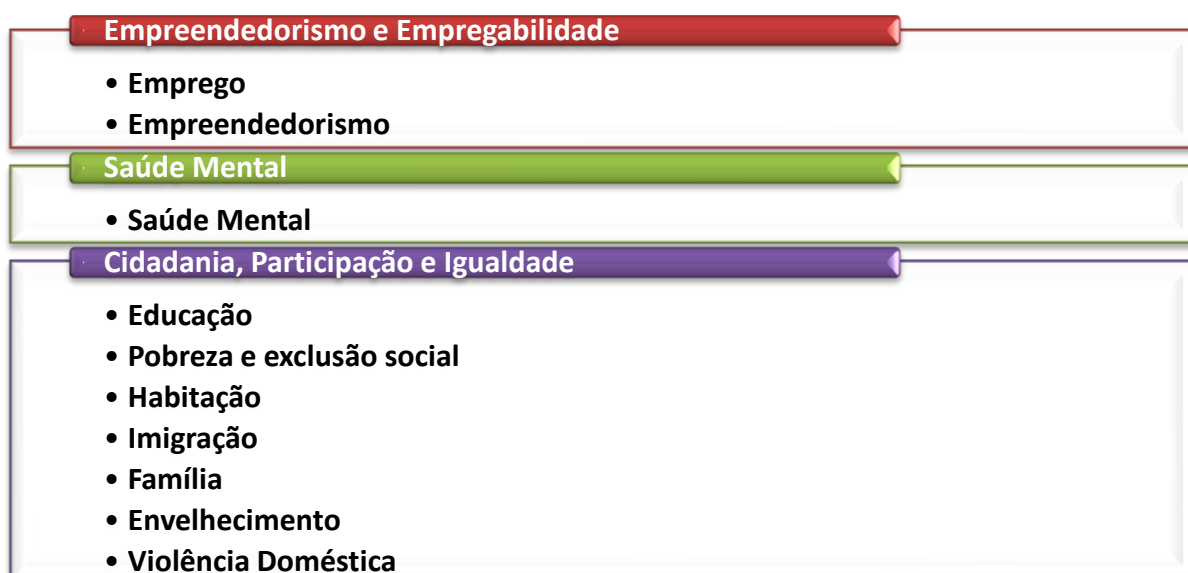 Empreendedorismo e Empregabilidade
• Emprego
• Empreendedorismo
Saúde Mental
• Saúde Mental
Cidadania, Participação e Igualdade
• Educação
• Pobreza e exclusão social
• Habitação
• Imigração
• Família
• Envelhecimento
• Violência Doméstica